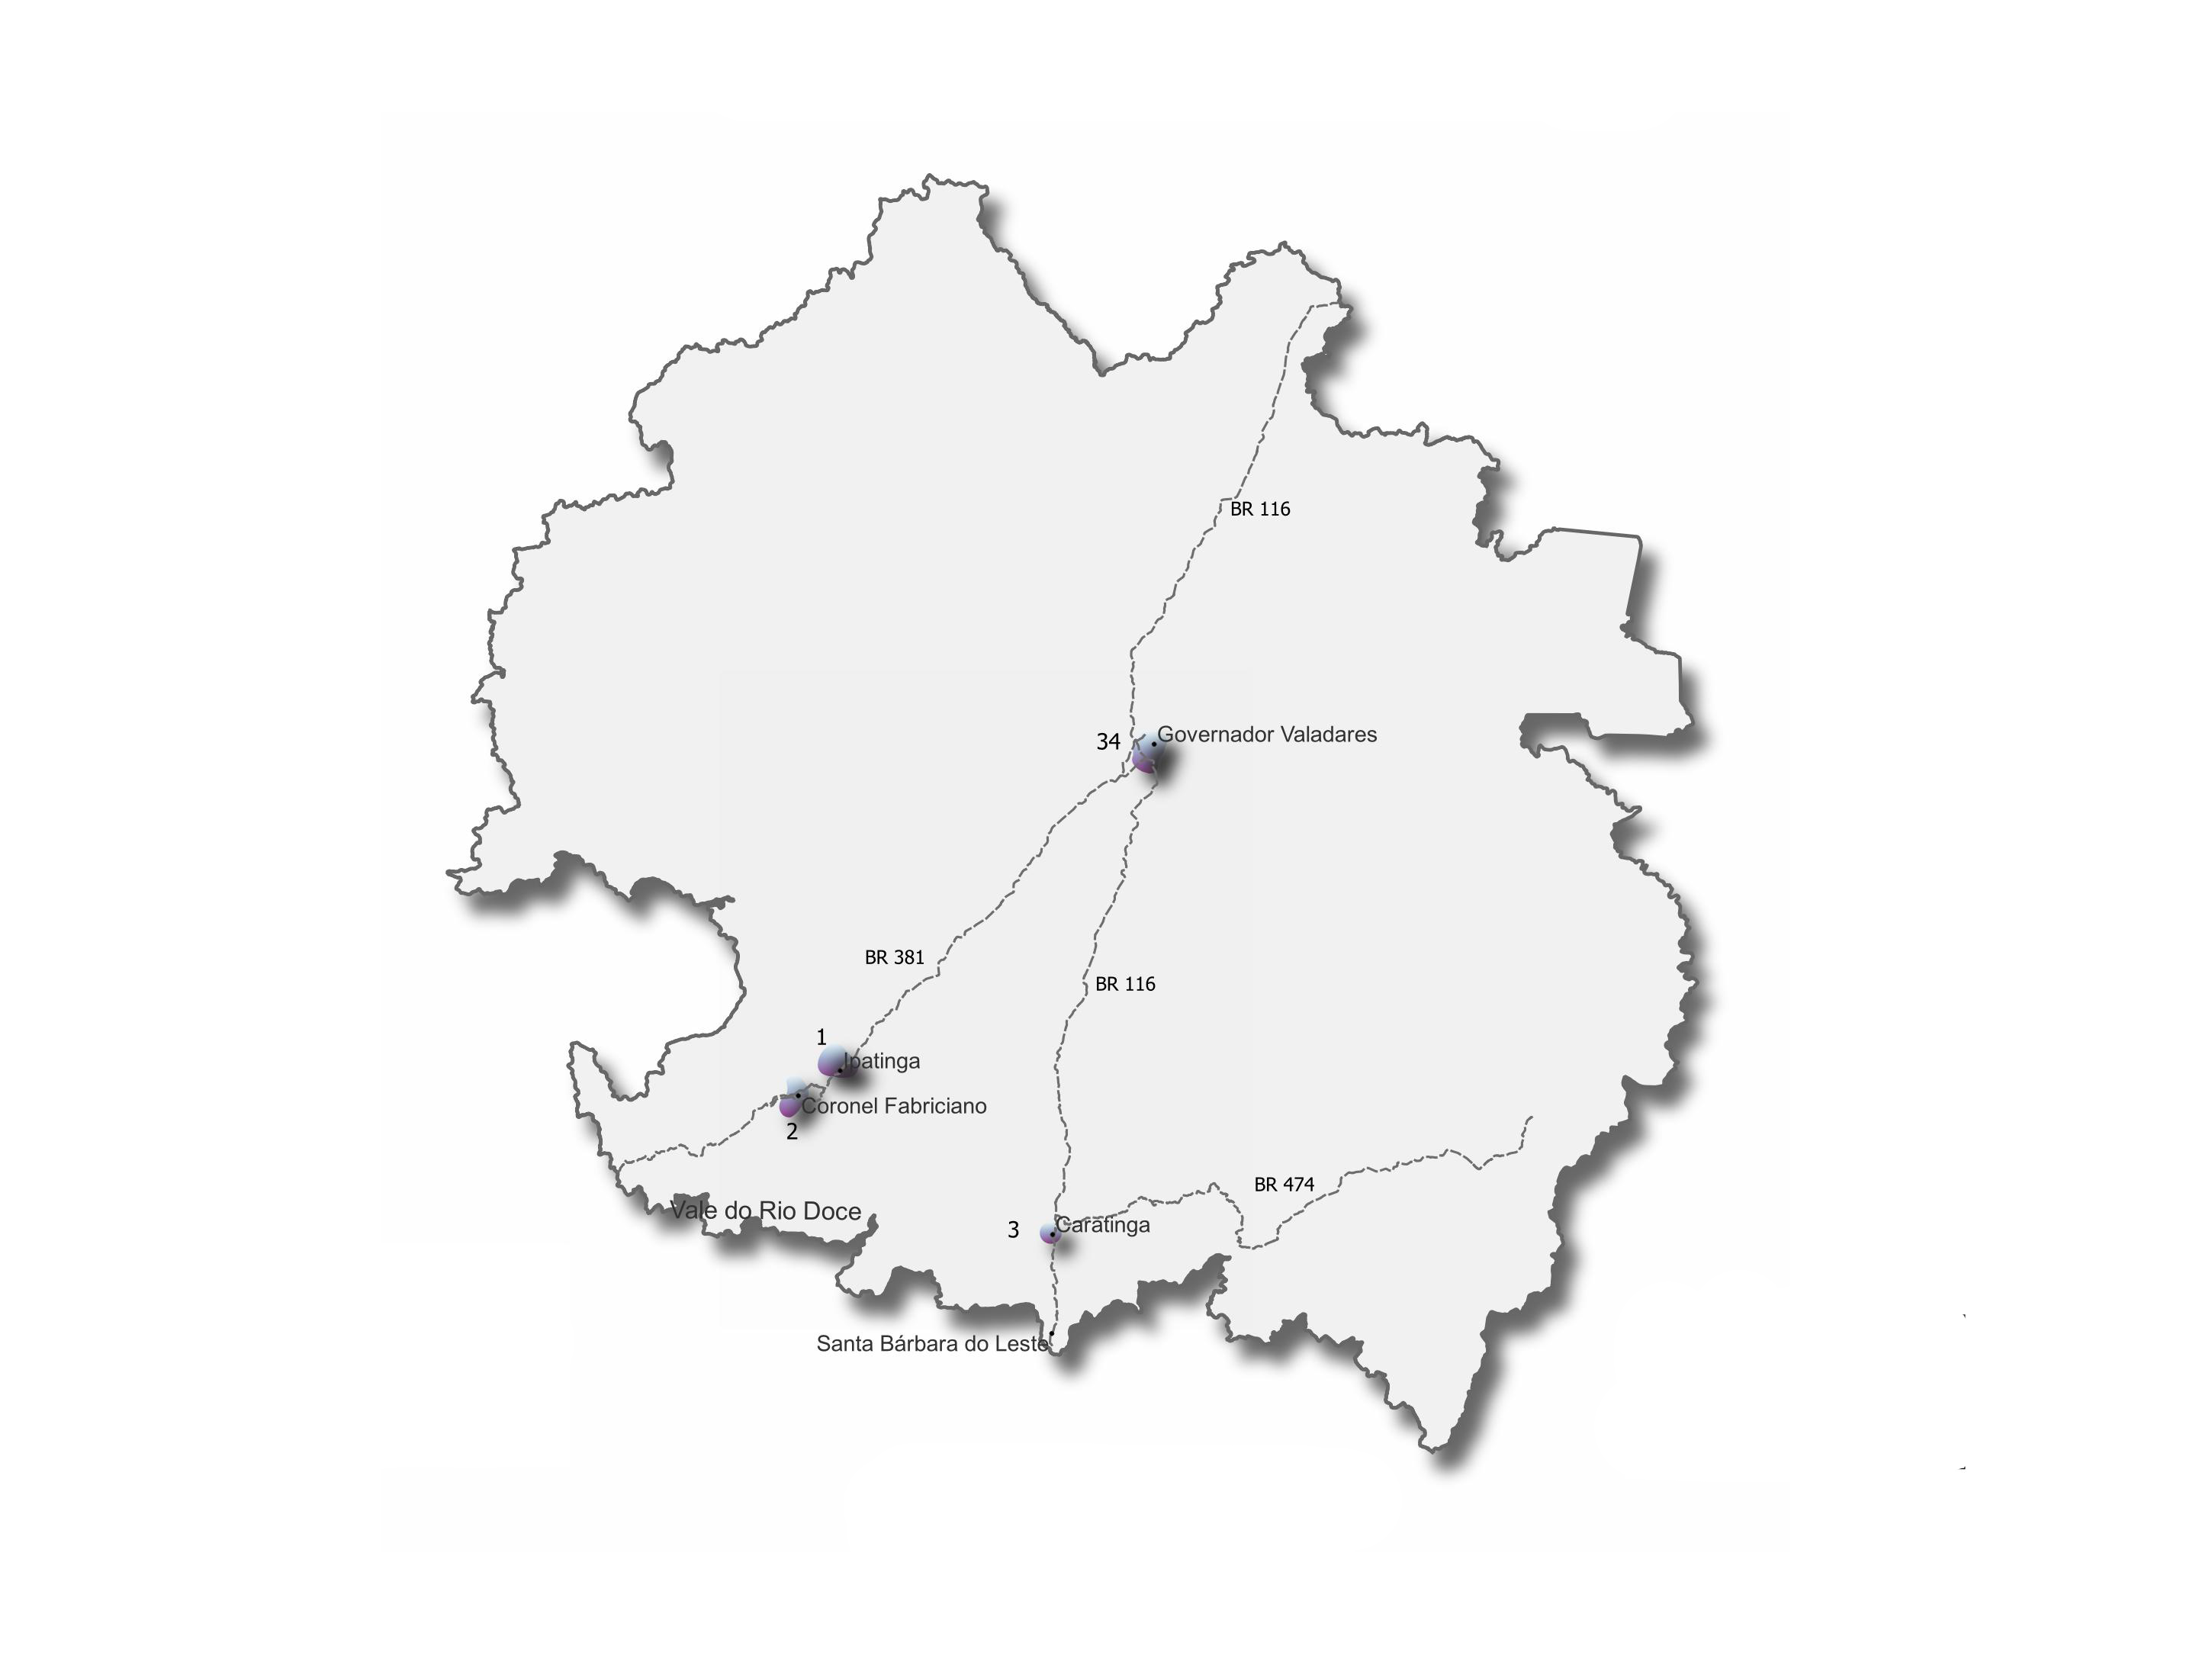 BR 116
34
Governador Valadares
BR 381
BR 116
1
Ipatinga
Coronel Fabriciano
2
BR 474
Vale do Rio Doce
3
Caratinga
Santa Bárbara do Leste